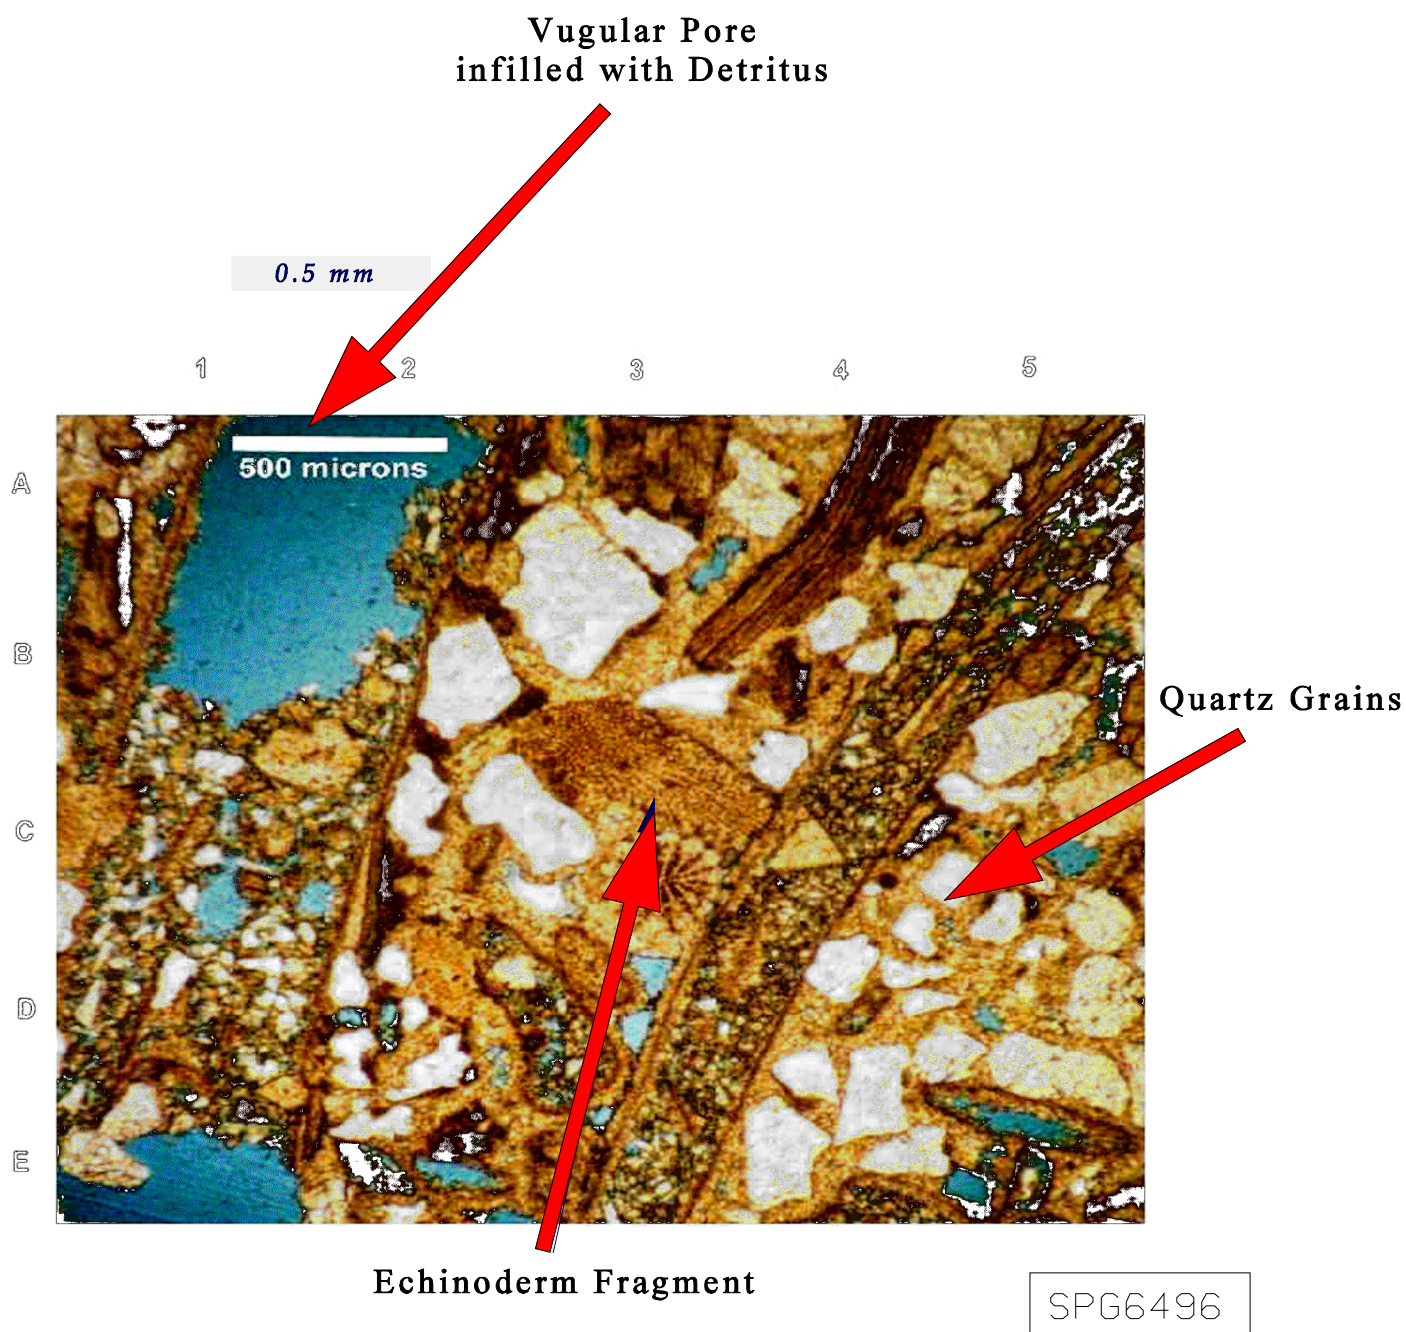 Vugular Pore
infilled with Detritus
0.5 mm
1 2 3 4 5
500 microns
A
B
Quartz Grains
C
D
E
Echinoderm Fragment
SPG6496